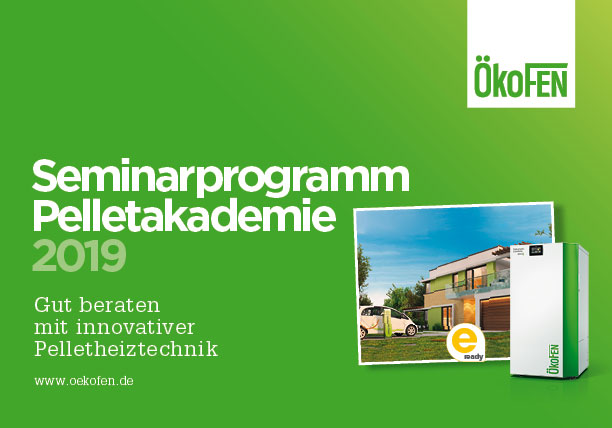 ÖkoFEN
Seminarprogramm
Pelletakademie
2019
Gut beraten
mit innovativer
Pelletheiztechnik
www.oekofen.de
e
ready
ÖkoFEN